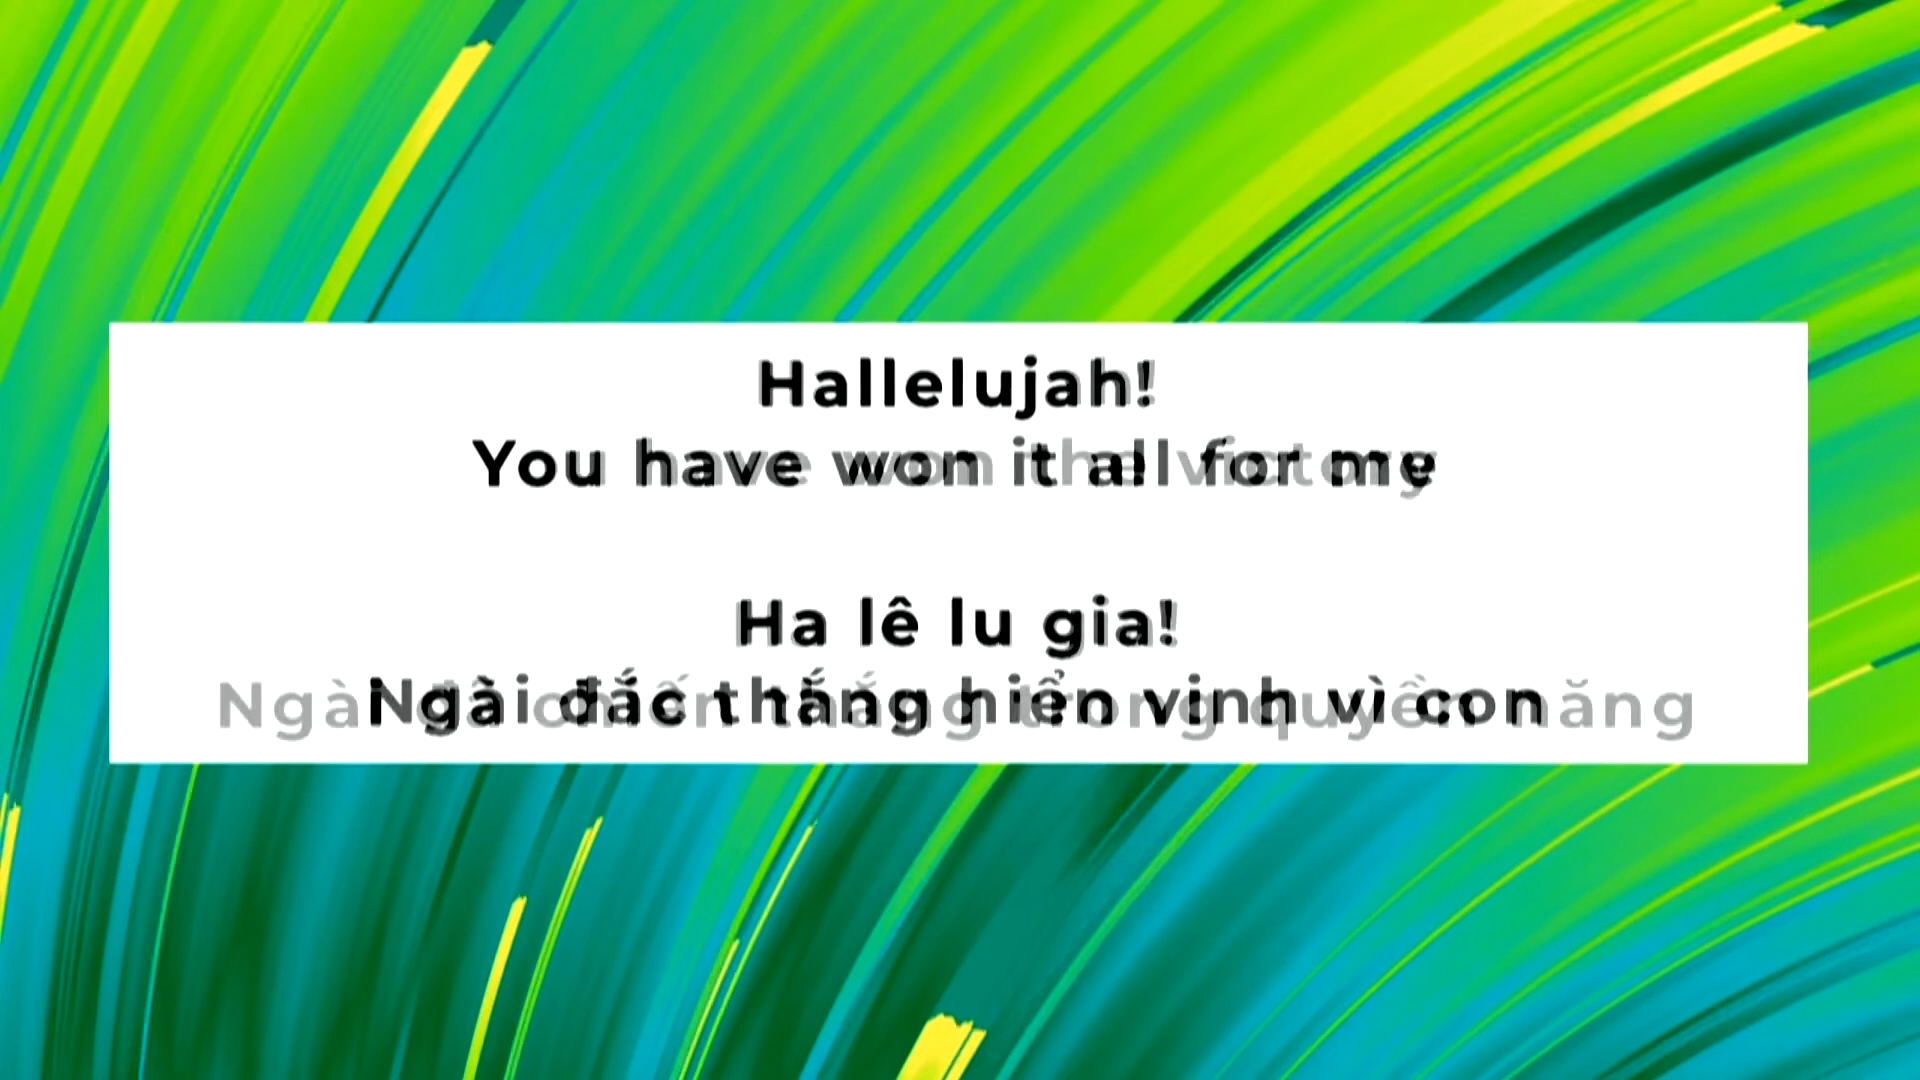 Hallelujah!
You have won it all for me
Ha lê lu gia!
Ngài đắc thắng hiển vinh vì con